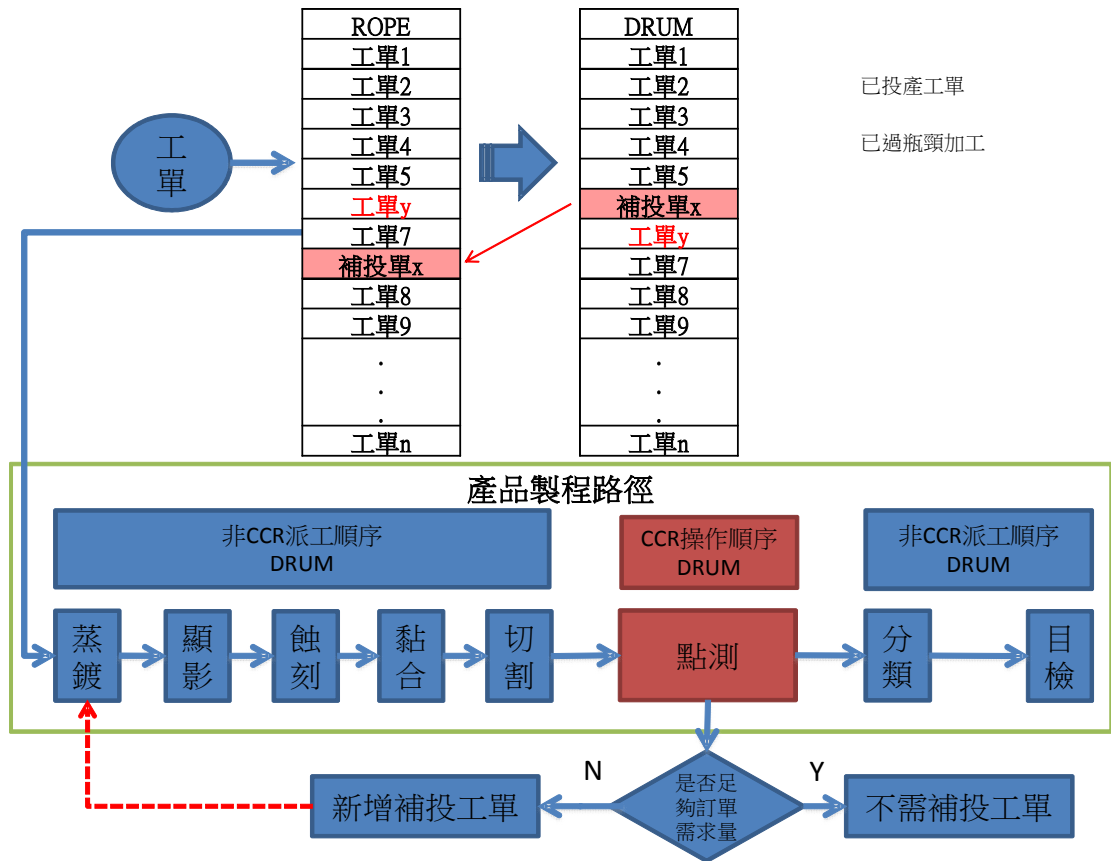 工單
ROPE
工單1
工單2
工單3
工單4
工單5
工單y
工單7
補投單x
工單8
工單9
.
.
.
工單n
DRUM
工單1
工單2
工單3
工單4
工單5
補投單x
工單y
工單7
工單8
工單9
.
.
.
工單n
已投產工單
已過瓶頸加工
產品製程路徑
非CCR派工順序
DRUM
CCR操作順序
DRUM
非CCR派工順序
DRUM
蒸鍍
顯影
蝕刻
黏合
切割
點測
分類
目檢
是否足
夠訂單
需求量
N
Y
新增補投工單
不需補投工單